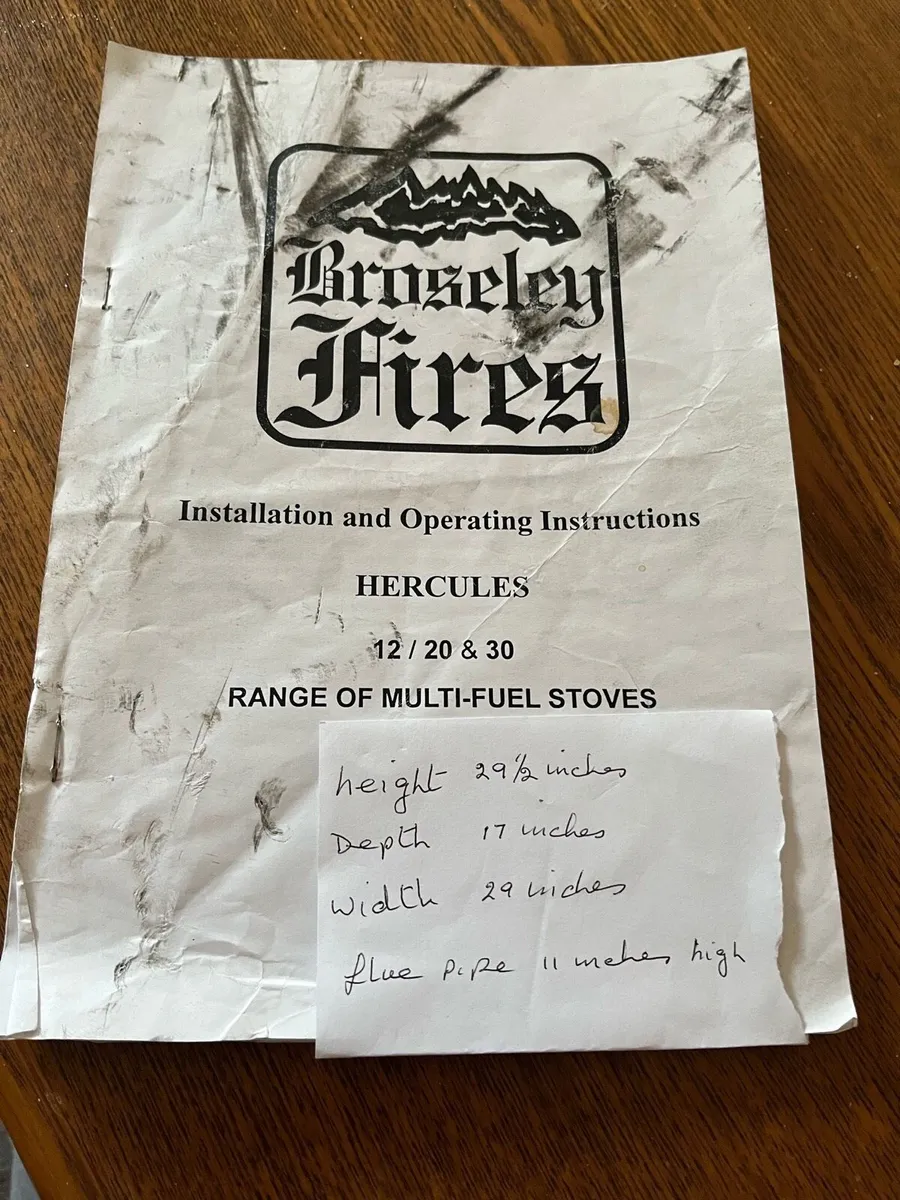 Broseley
Fires
Installation and Operating Instructions
HERCULES
12 / 20 & 30
RANGE OF MULTI-FUEL STOVES
height 29½ inches
Depth 17 inches
width 29 inches
flue pipe 11 inches high